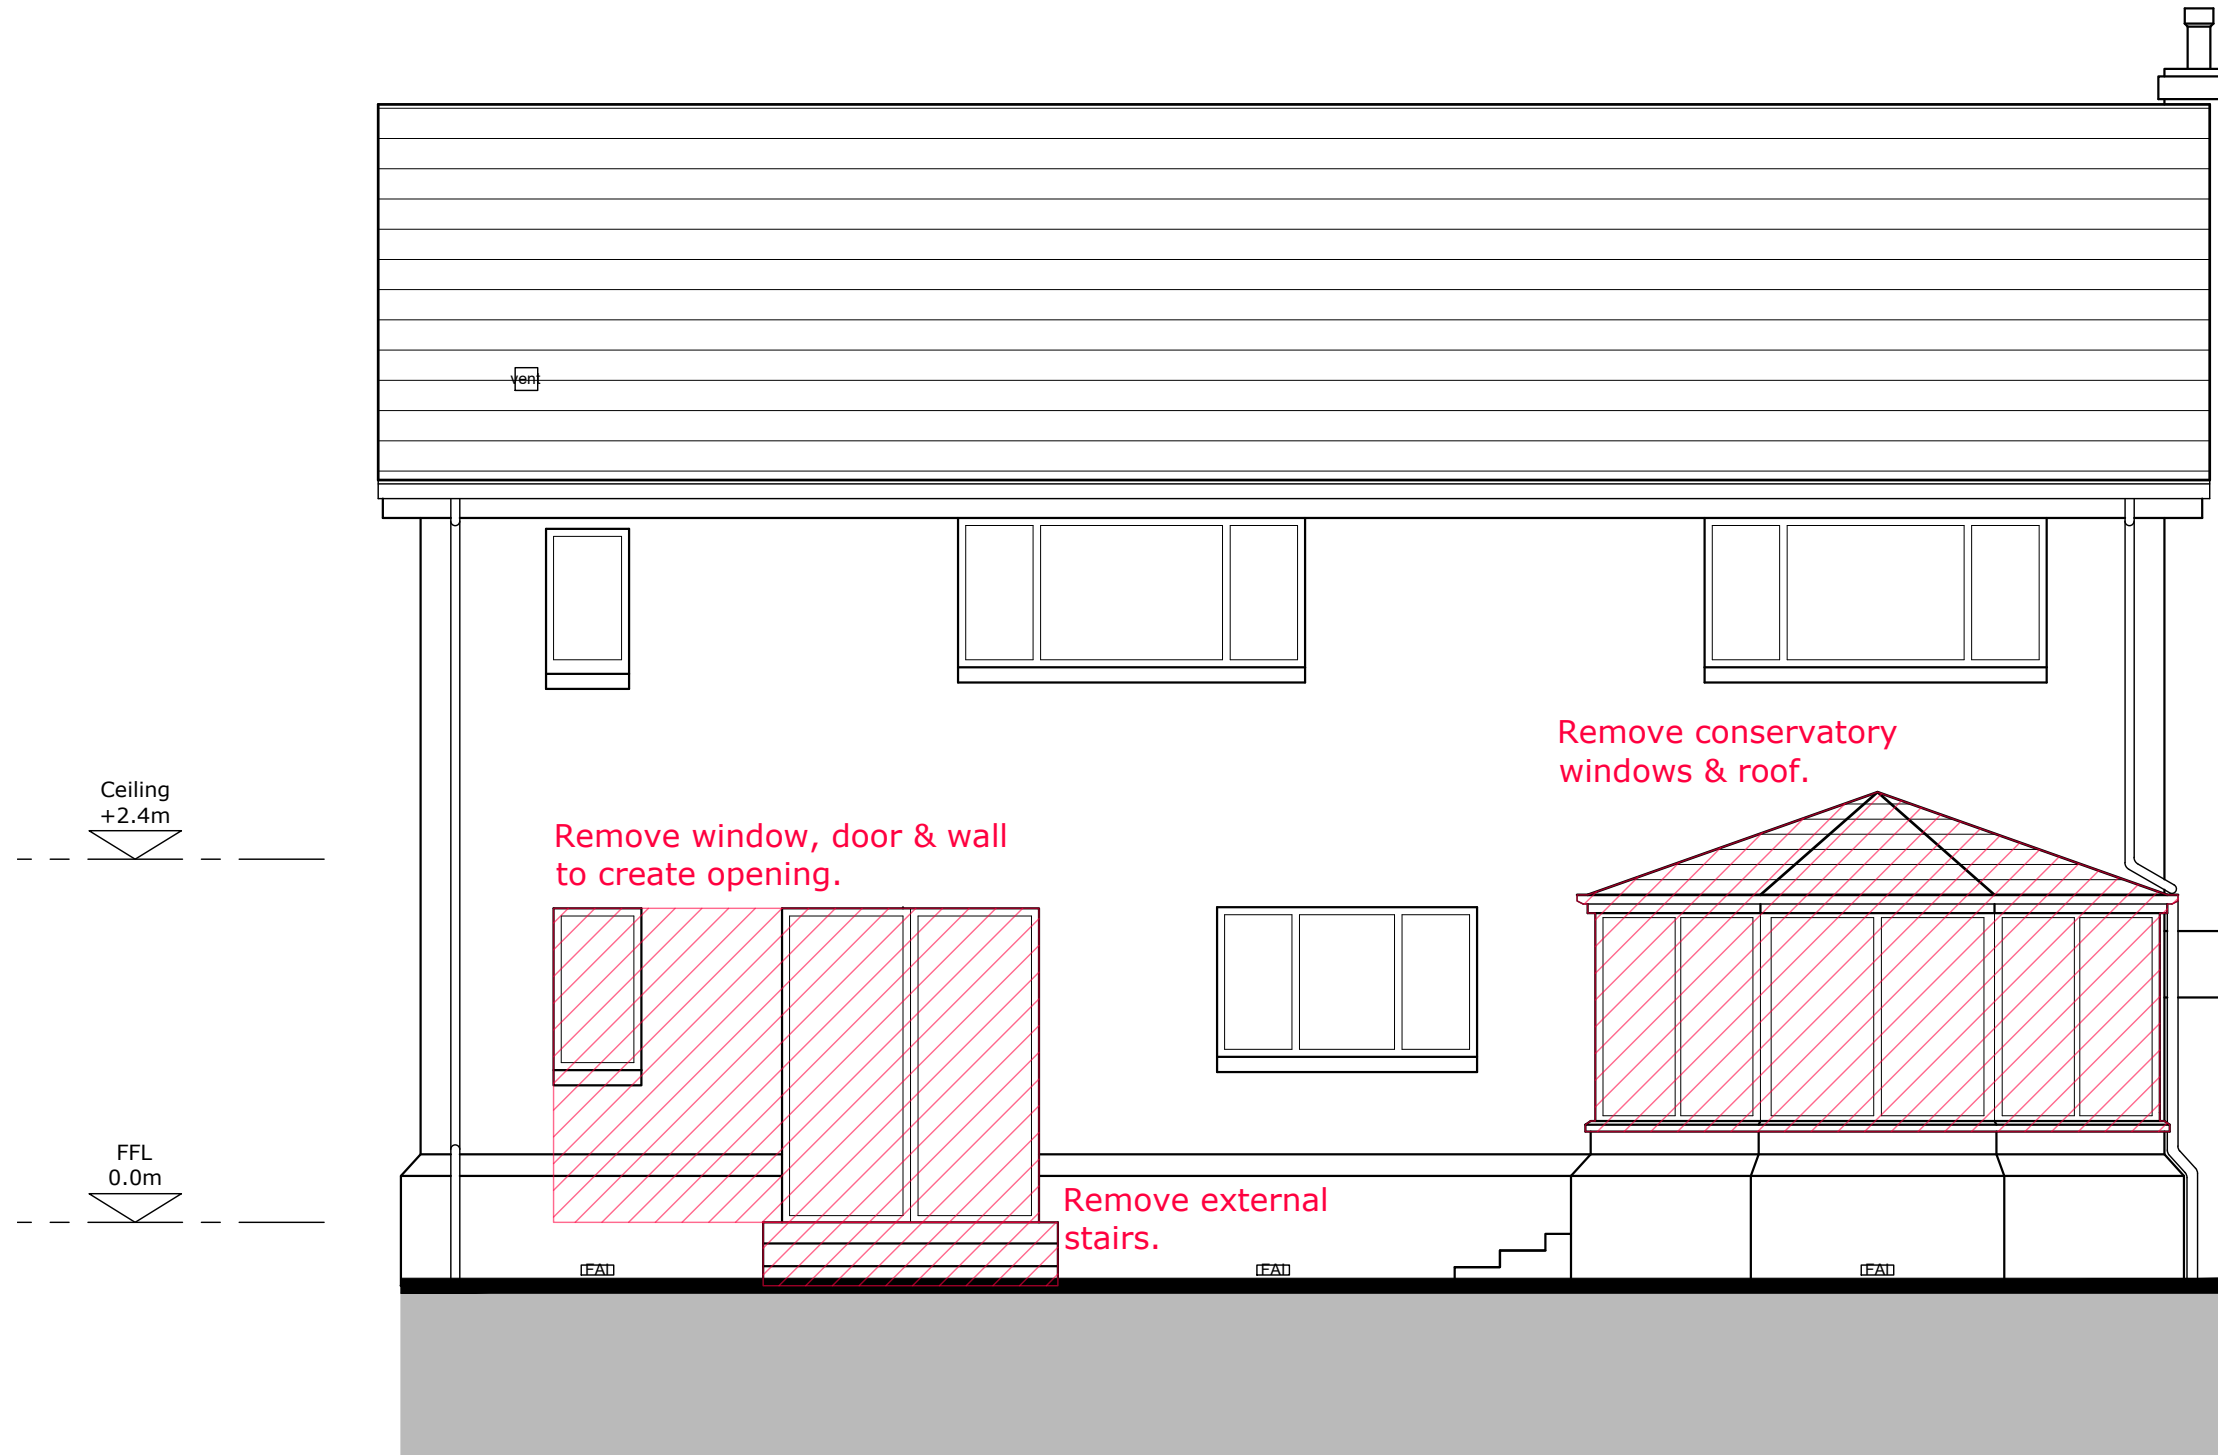 vent
Remove conservatory
windows & roof.
Ceiling
+2.4m
Remove window, door & wall
to create opening.
FFL
0.0m
Remove external
stairs.
FAI
FAI
FAI